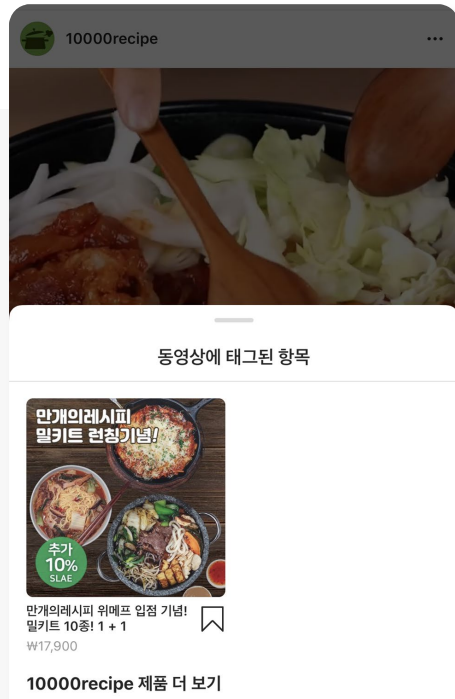 10000recipe
동영상에 태그된 항목
만개의레시피
밀키트 런칭기념!
추가
10%
SLAE
만개의레시피 위메프 입점 기념!
밀키트 10종! 1 + 1
₩17,900
10000recipe 제품 더 보기